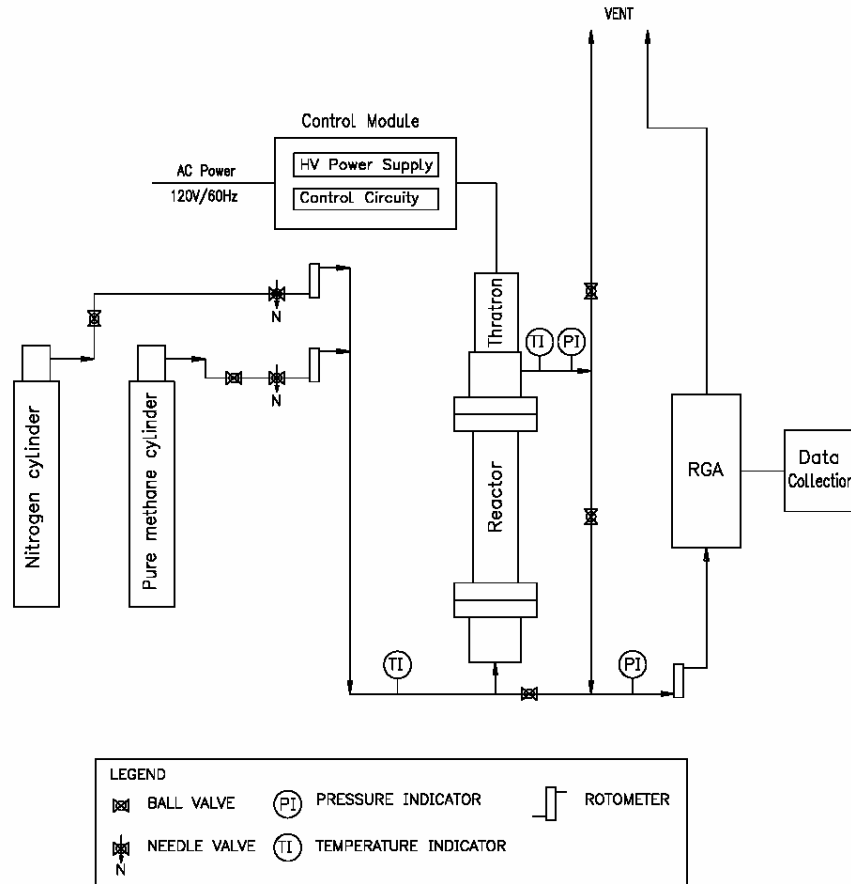 VENT
Control Module
HV Power Supply
Control Circuity
AC Power
120V/60Hz
N
N
Nitrogen cylinder
Pure methane cylinder
Thratron
Reactor
TI
PI
RGA
Data
Collection
TI
PI
LEGEND
BALL VALVE
PI PRESSURE INDICATOR
ROTOMETER
NEEDLE VALVE
N
TI TEMPERATURE INDICATOR